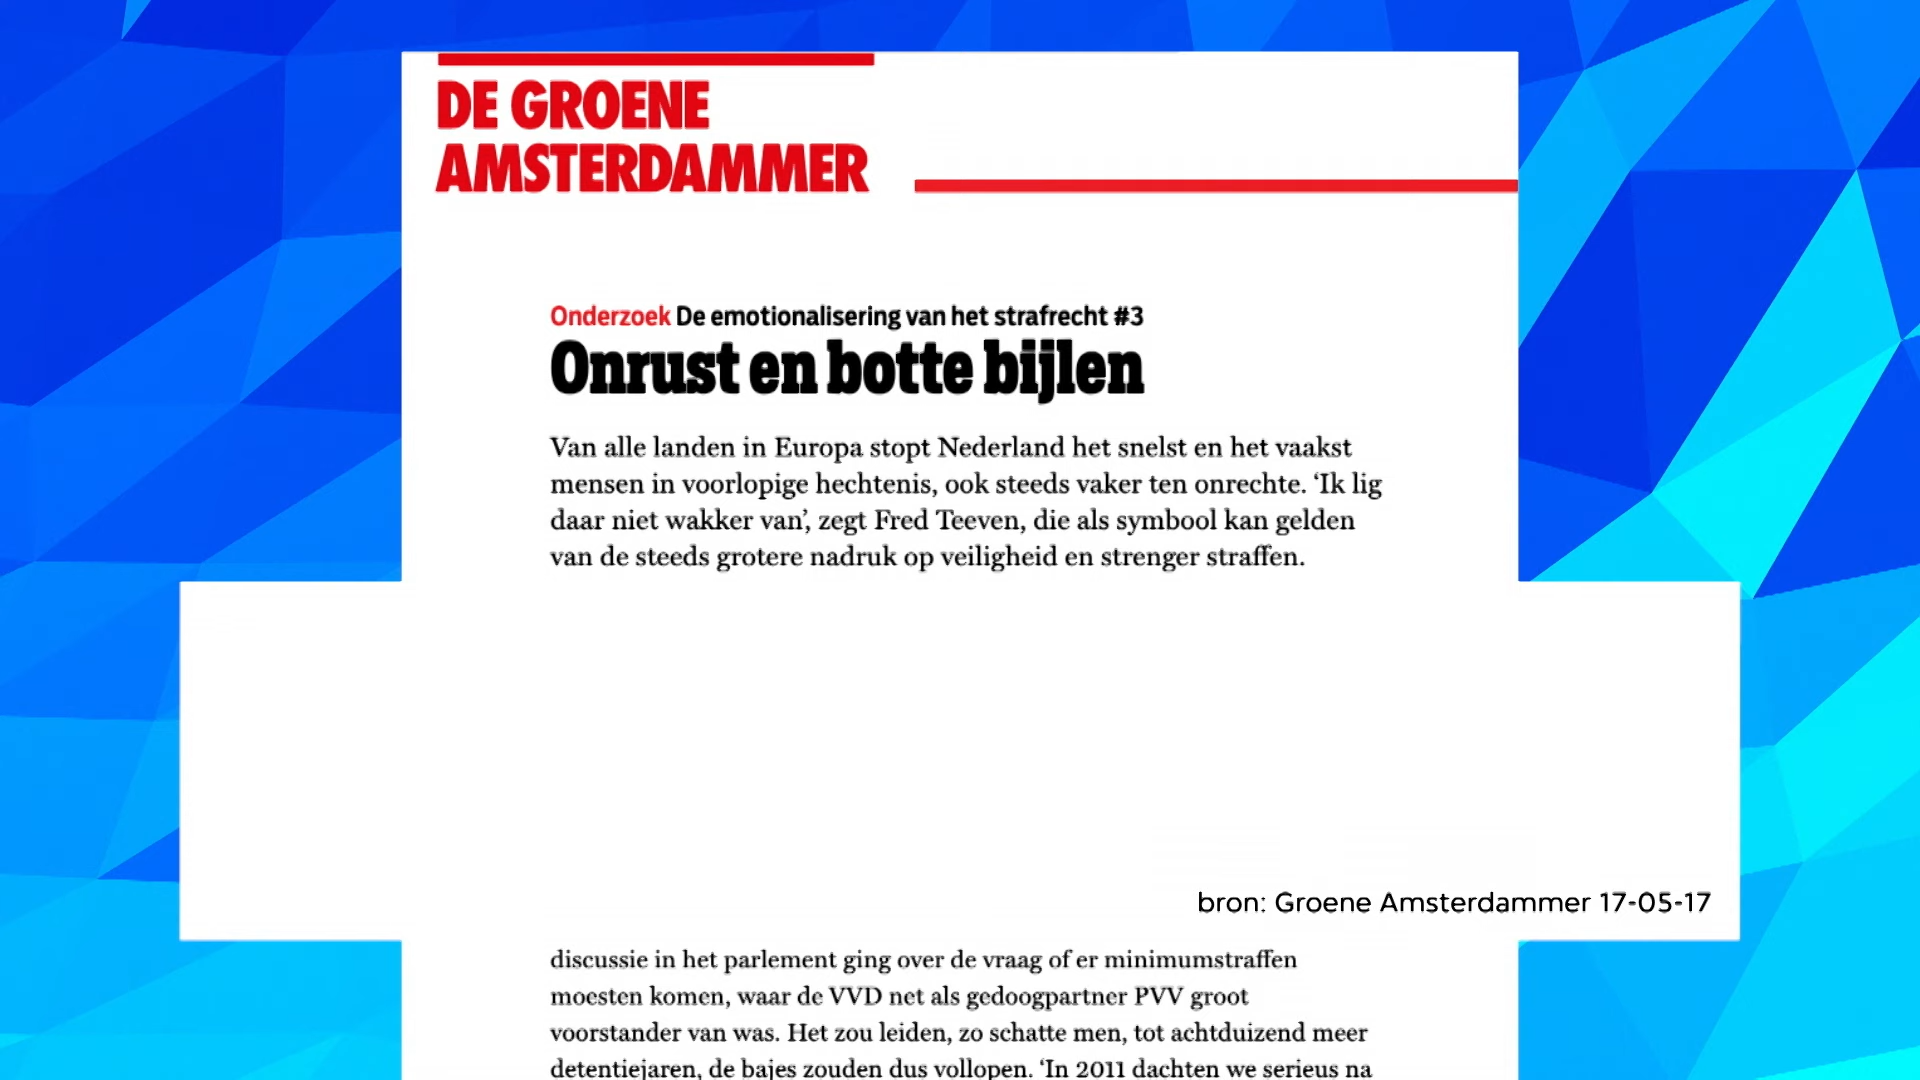 DE GROENE
AMSTERDAMMER
Onderzoek De emotionalisering van het strafrecht #3
Onrust en botte bijlen
Van alle landen in Europa stopt Nederland het snelst en het vaakst
mensen in voorlopige hechtenis, ook steeds vaker ten onrechte. ‘Ik lig
daar niet wakker van’, zegt Fred Teeven, die als symbool kan gelden
van de steeds grotere nadruk op veiligheid en strenger straffen.
bron: Groene Amsterdammer 17-05-17
discussie in het parlement ging over de vraag of er minimumstraffen
moesten komen, waar de VVD net als gedoogpartner PVV groot
voorstander van was. Het zou leiden, zo schatte men, tot achtduizend meer
detentiejaren, de bajes zouden dus vollopen. ‘In 2011 dachten we serieus na